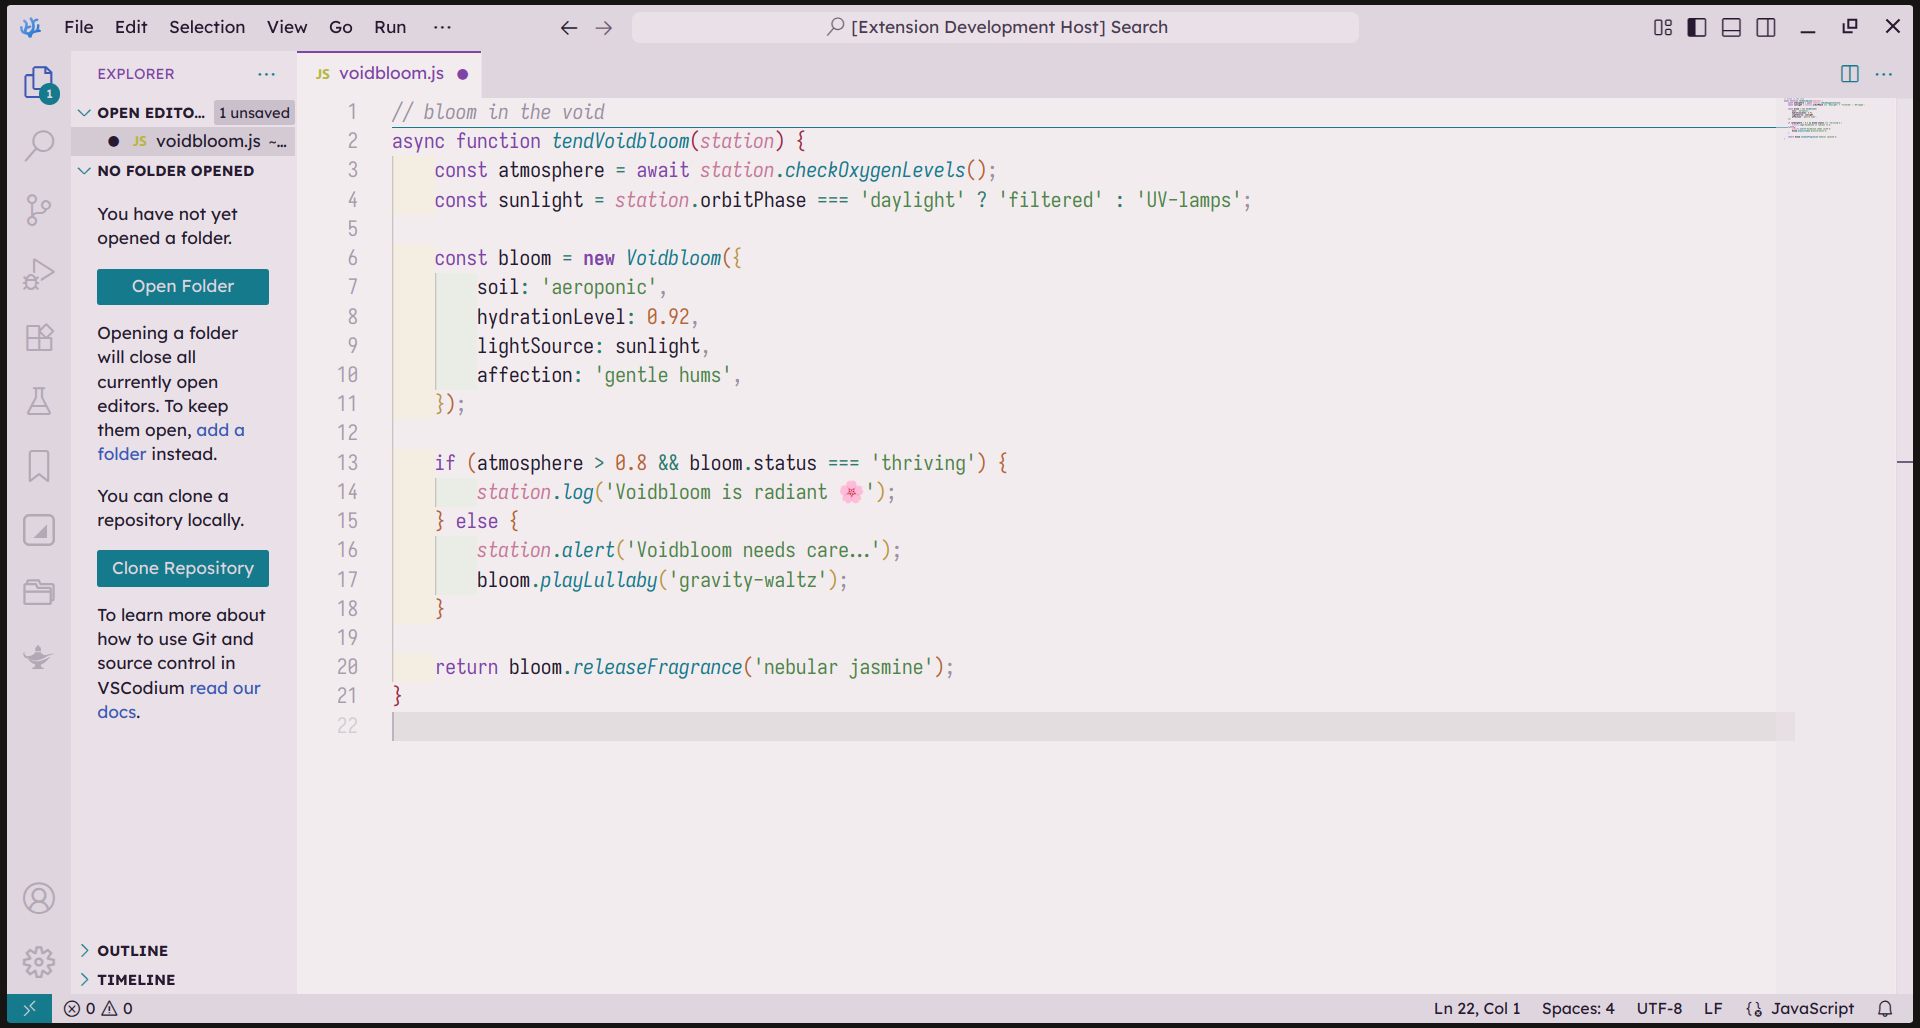 File Edit Selection View Go Run ···
[Extension Development Host] Search
EXPLORER ···
OPEN EDITO... 1 unsaved
JS voidbloom.js ~...
NO FOLDER OPENED
You have not yet
opened a folder.
Open Folder
Opening a folder
will close all
currently open
editors. To keep
them open, add a
folder instead.
You can clone a
repository locally.
Clone Repository
To learn more about
how to use Git and
source control in
VSCodium read our
docs.
OUTLINE
TIMELINE
1
JS voidbloom.js
1 // bloom in the void
2 async function tendVoidbloom(station) {
3     const atmosphere = await station.checkOxygenLevels();
4     const sunlight = station.orbitPhase === 'daylight' ? 'filtered' : 'UV-lamps';
5
6     const bloom = new Voidbloom({
7         soil: 'aeroponic',
8         hydrationLevel: 0.92,
9         lightSource: sunlight,
10         affection: 'gentle hums',
11     });
12
13     if (atmosphere > 0.8 && bloom.status === 'thriving') {
14         station.log('Voidbloom is radiant 🌸');
15     } else {
16         station.alert('Voidbloom needs care...');
17         bloom.playLullaby('gravity-waltz');
18     }
19
20     return bloom.releaseFragrance('nebular jasmine');
21 }
22
0 0
Ln 22, Col 1 Spaces: 4 UTF-8 LF JavaScript